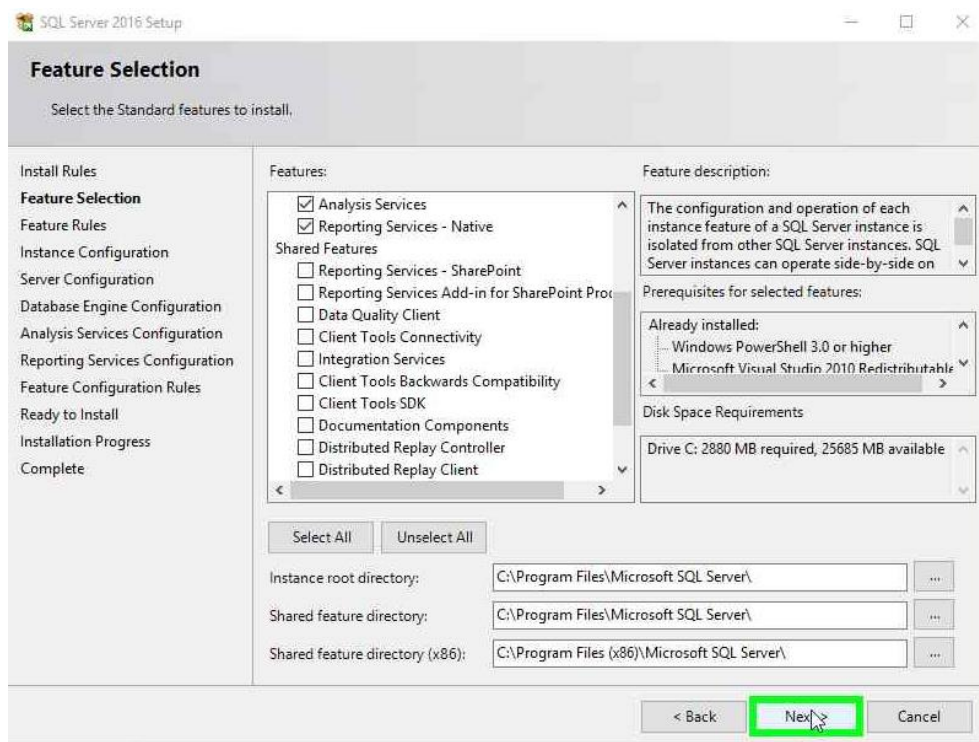 SQL Server 2016 Setup
Feature Selection
Select the Standard features to install.
Install Rules
Feature Selection
Feature Rules
Instance Configuration
Server Configuration
Database Engine Configuration
Analysis Services Configuration
Reporting Services Configuration
Feature Configuration Rules
Ready to Install
Installation Progress
Complete
Features:
Analysis Services
Reporting Services - Native
Shared Features
Reporting Services - SharePoint
Reporting Services Add-in for SharePoint
Data Quality Client
Client Tools Connectivity
Integration Services
Client Tools Backwards Compatibility
Client Tools SDK
Documentation Components
Distributed Replay Controller
Distributed Replay Client
Select All
Unselect All
Feature description:
The configuration and operation of each
instance feature of a SQL Server instance is
isolated from other SQL Server instances. SQL
Server instances can operate side-by-side on
Prerequisites for selected features:
Already installed:
Windows PowerShell 3.0 or higher
Microsoft Visual Studio 2010 Redistributable
Disk Space Requirements
Drive C: 2880 MB required, 25685 MB available
Instance root directory:
C:\Program Files\Microsoft SQL Server\
...
Shared feature directory:
C:\Program Files\Microsoft SQL Server\
...
Shared feature directory (x86):
C:\Program Files (x86)\Microsoft SQL Server\
...
< Back
Next >
Cancel